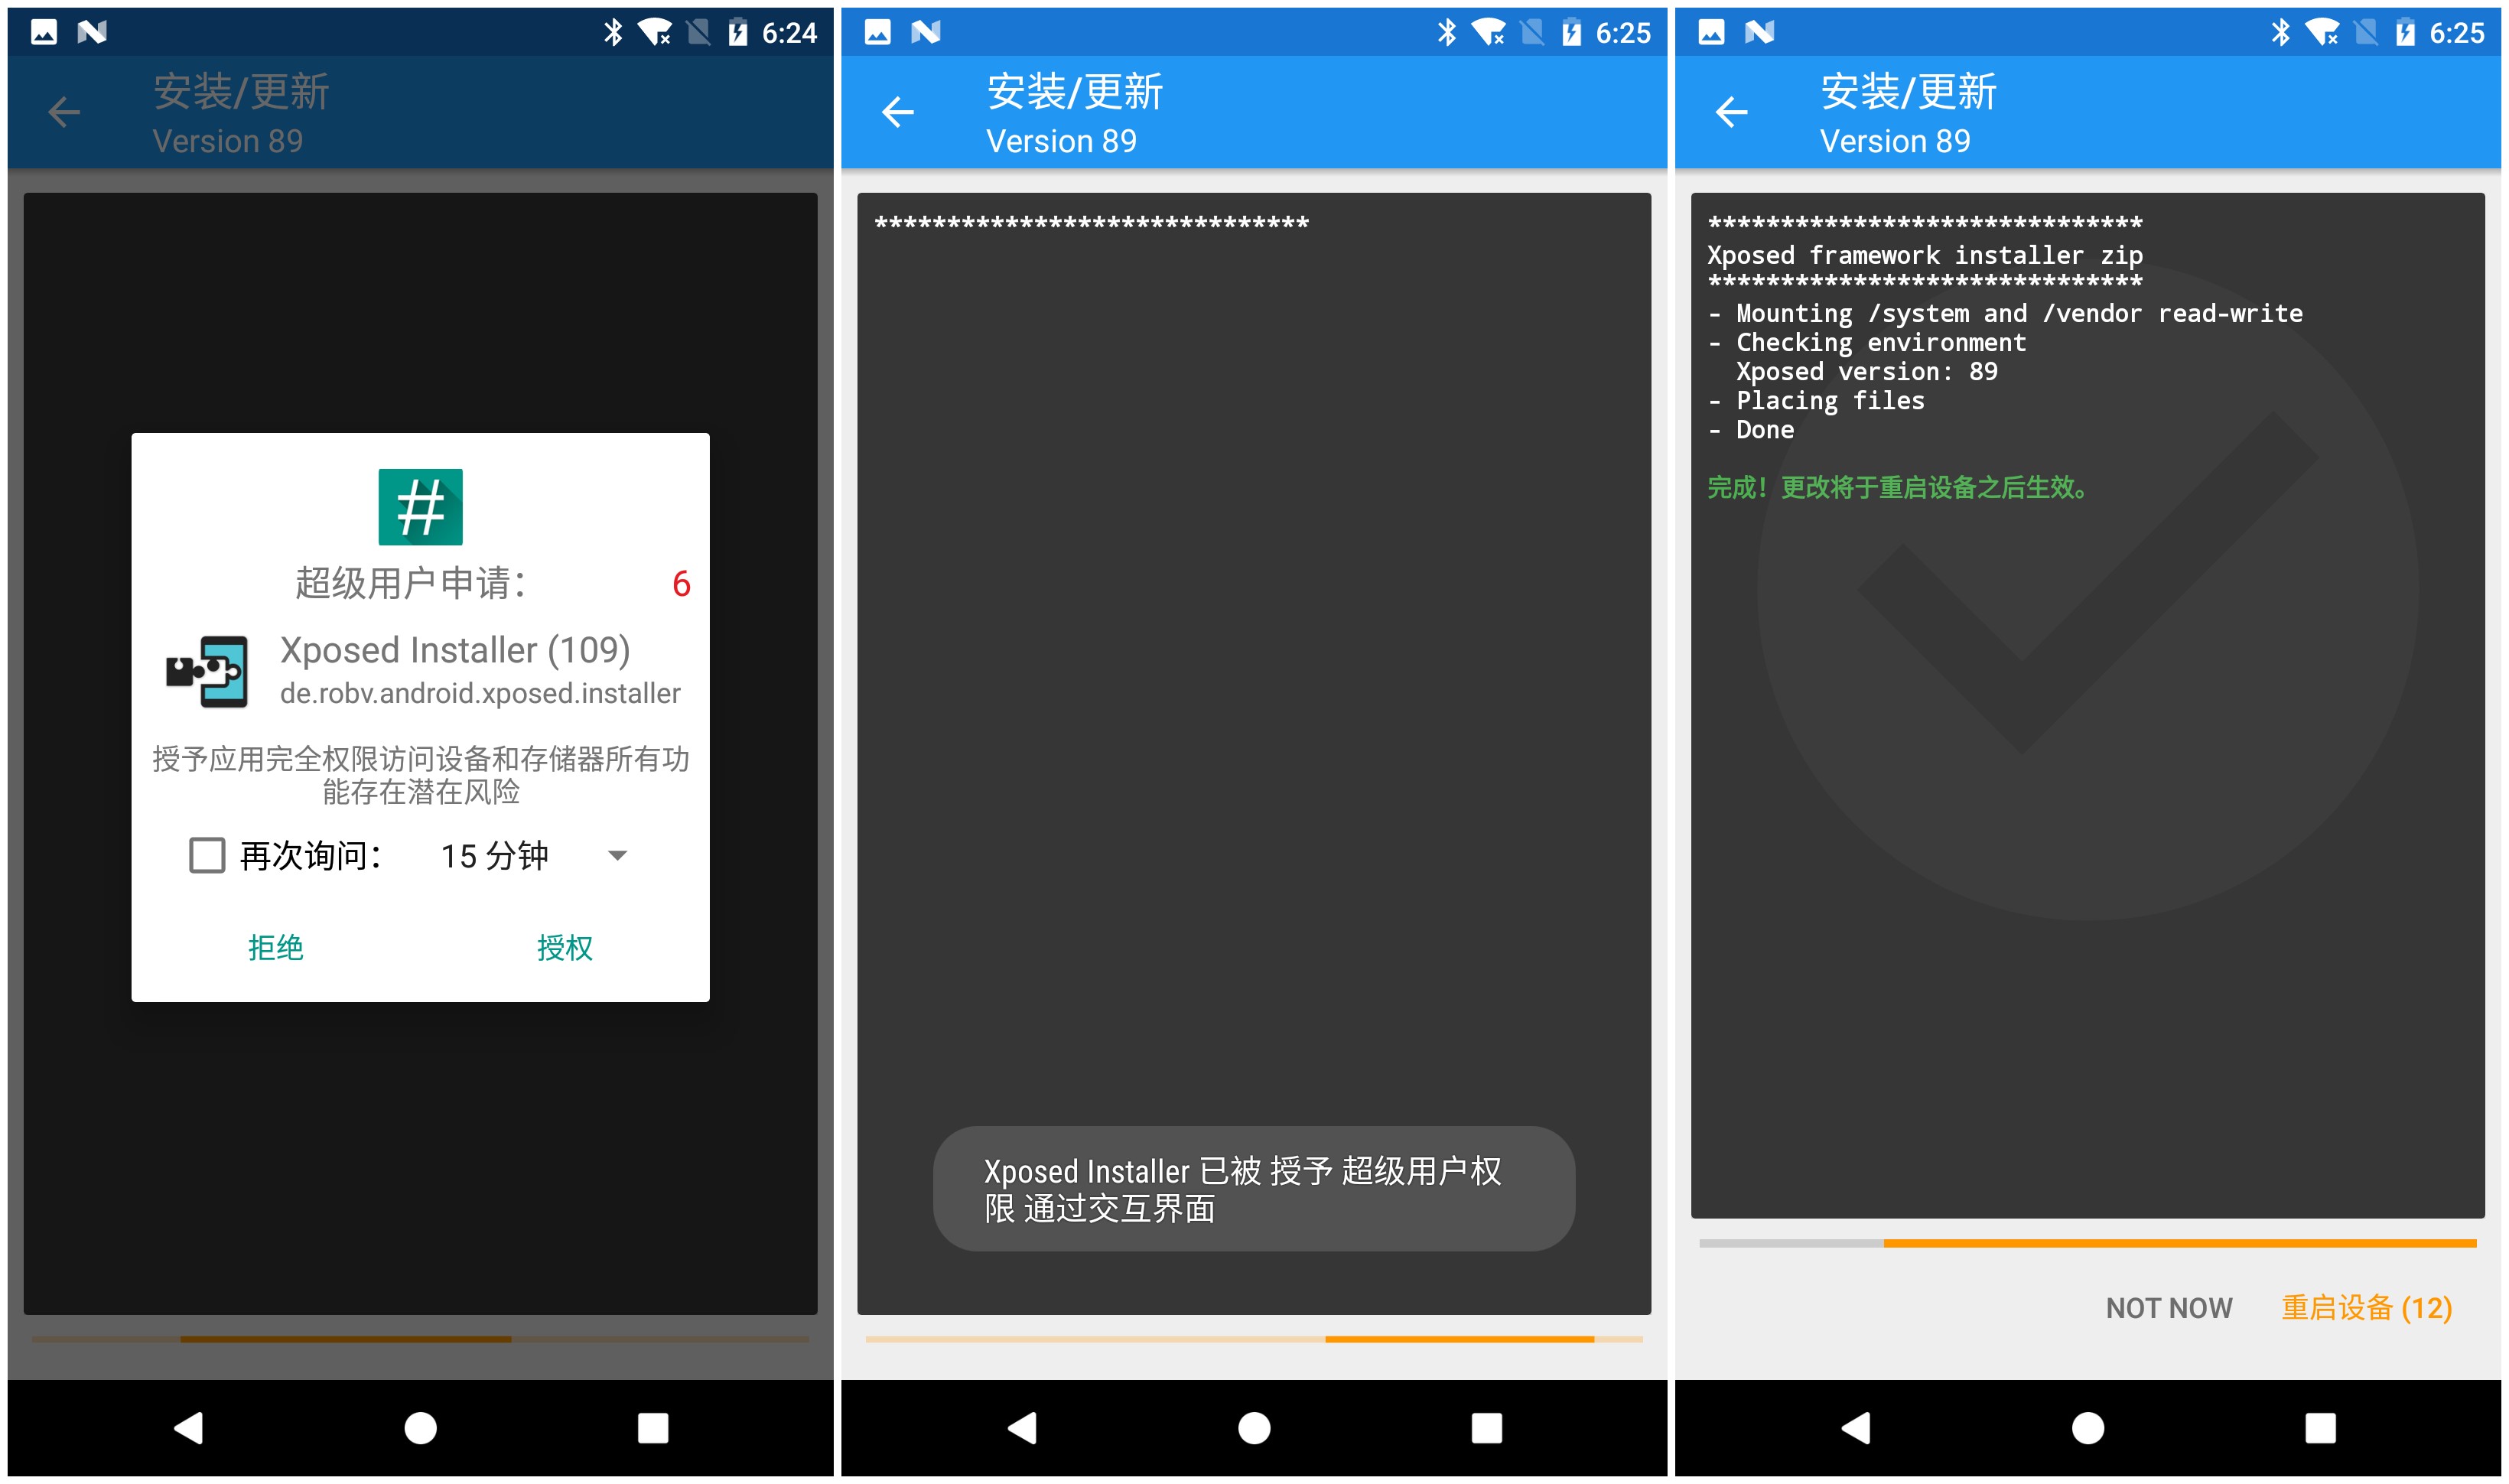 6:24
安装/更新
Version 89
#
超级用户申请：
6
Xposed Installer (109)
de.robv.android.xposed.installer
授予应用完全权限访问设备和存储器所有功
能存在潜在风险
再次询问：
15 分钟
拒绝
授权
6:25
安装/更新
Version 89
******************************
Xposed Installer 已被 授予 超级用户权
限 通过交互界面
6:25
安装/更新
Version 89
******************************
Xposed framework installer zip
******************************
- Mounting /system and /vendor read-write
- Checking environment
Xposed version: 89
- Placing files
- Done
完成！更改将于重启设备之后生效。
NOT NOW
重启设备 (12)